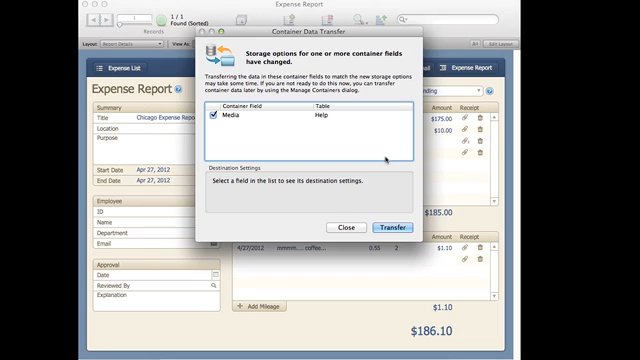 Expense Report
1 / 1
Found (Sorted)
Records
Layout:
Report Details
View As
Edit Layout
Container Data Transfer
Storage options for one or more container fields
have changed.
Transferring the data in these container fields to match the new storage options
may take some time. If you are not ready to do this now, you can transfer
container data later by using the Manage Containers dialog.
Container Field
Table
Media
Help
Destination Settings
Select a field in the list to see its destination settings.
Close
Transfer
Expense List
Expense Report
Expense Report
Summary
Title
Chicago Expense Repo
Location
Purpose
Start Date
Apr 27, 2012
End Date
Apr 27, 2012
Employee
ID
Name
Department
Email
Approval
Date
Reviewed By
Explanation
Amount
Receipt
$175.00
$10.00
$185.00
Amount
Receipt
4/27/2012
mmmm... coffee...
0.55
2
$1.10
Add Mileage
$1.10
$186.10